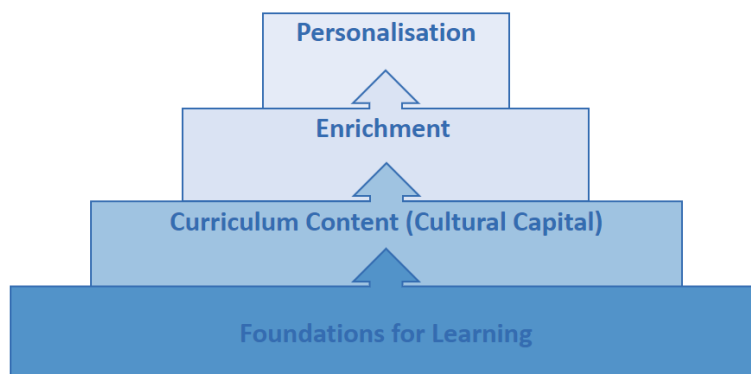 Personalisation
Enrichment
Curriculum Content (Cultural Capital)
Foundations for Learning